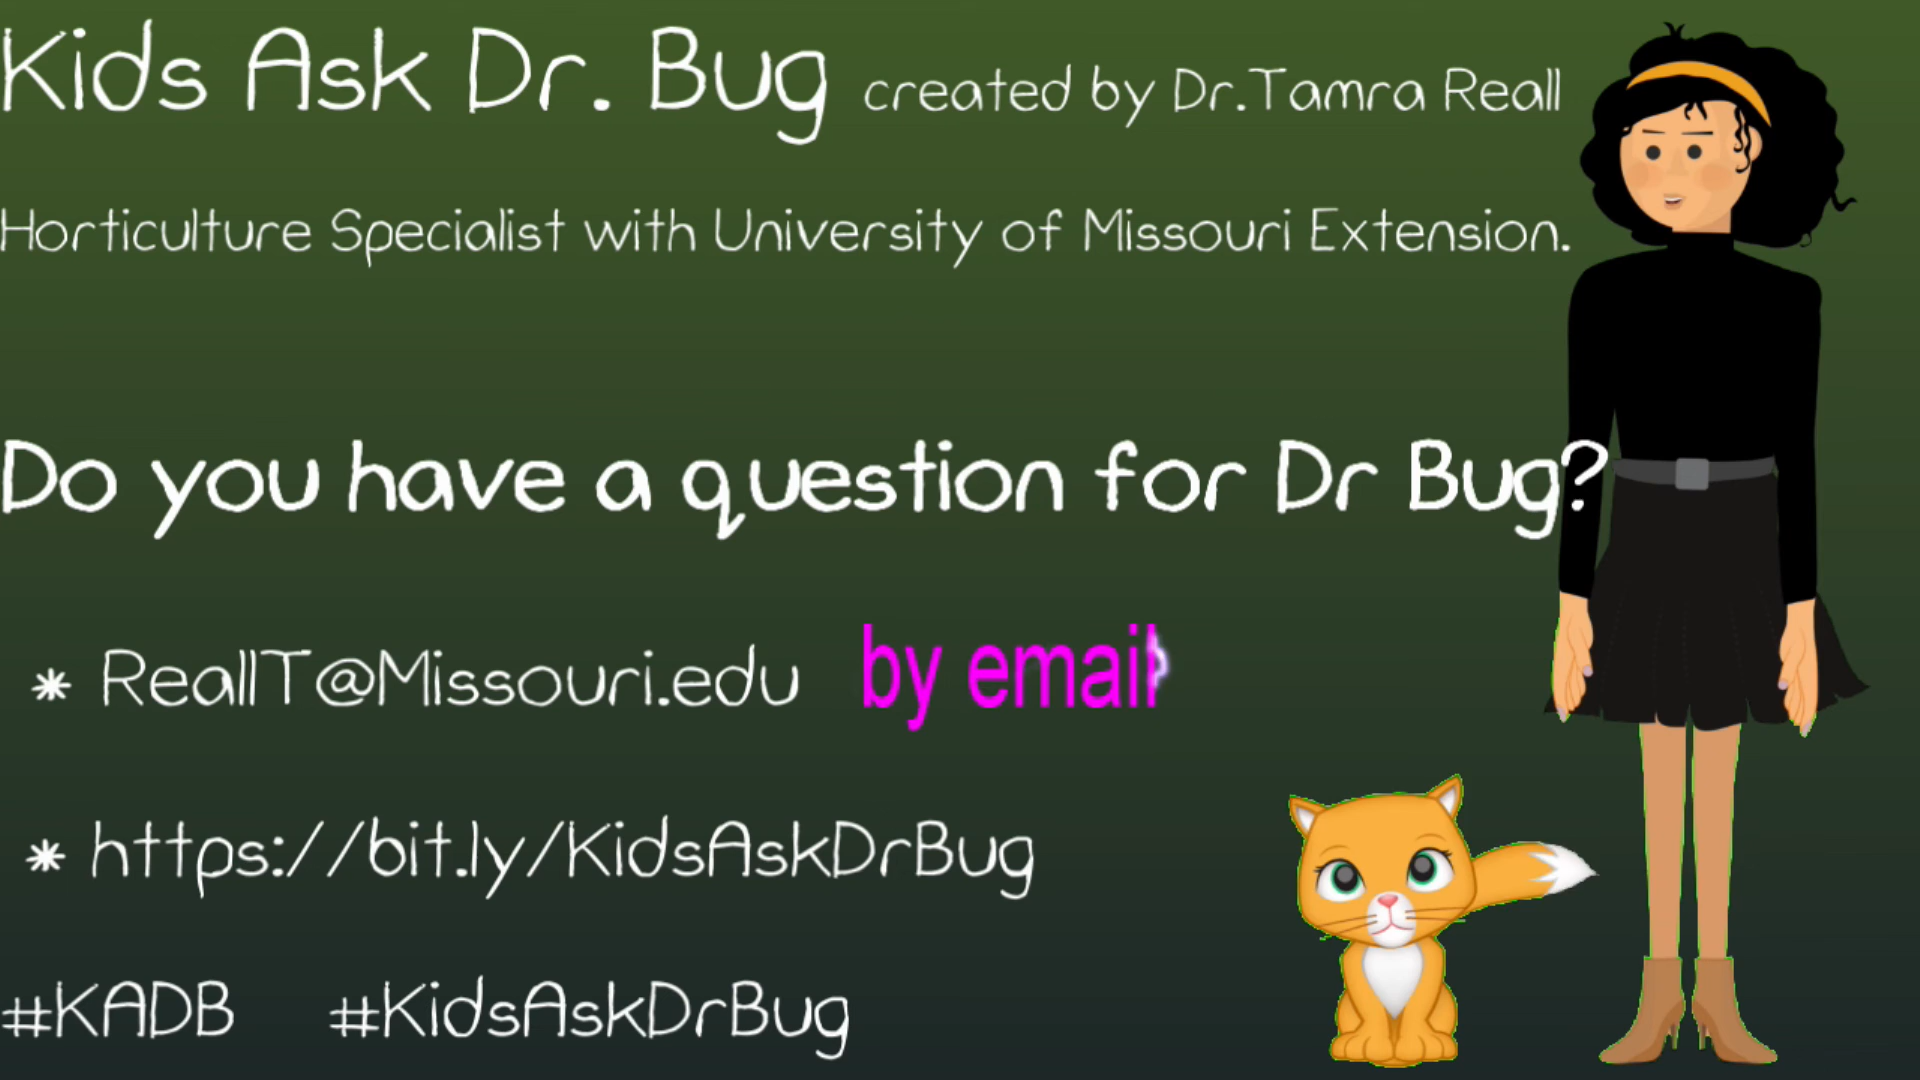 Kids Ask Dr. Bug created by Dr.Tamra Reall
Horticulture Specialist with University of Missouri Extension.
Do you have a question for Dr Bug?
* ReallT@Missouri.edu by email
* https://bit.ly/KidsAskDrBug
#KADB #KidsAskDrBug